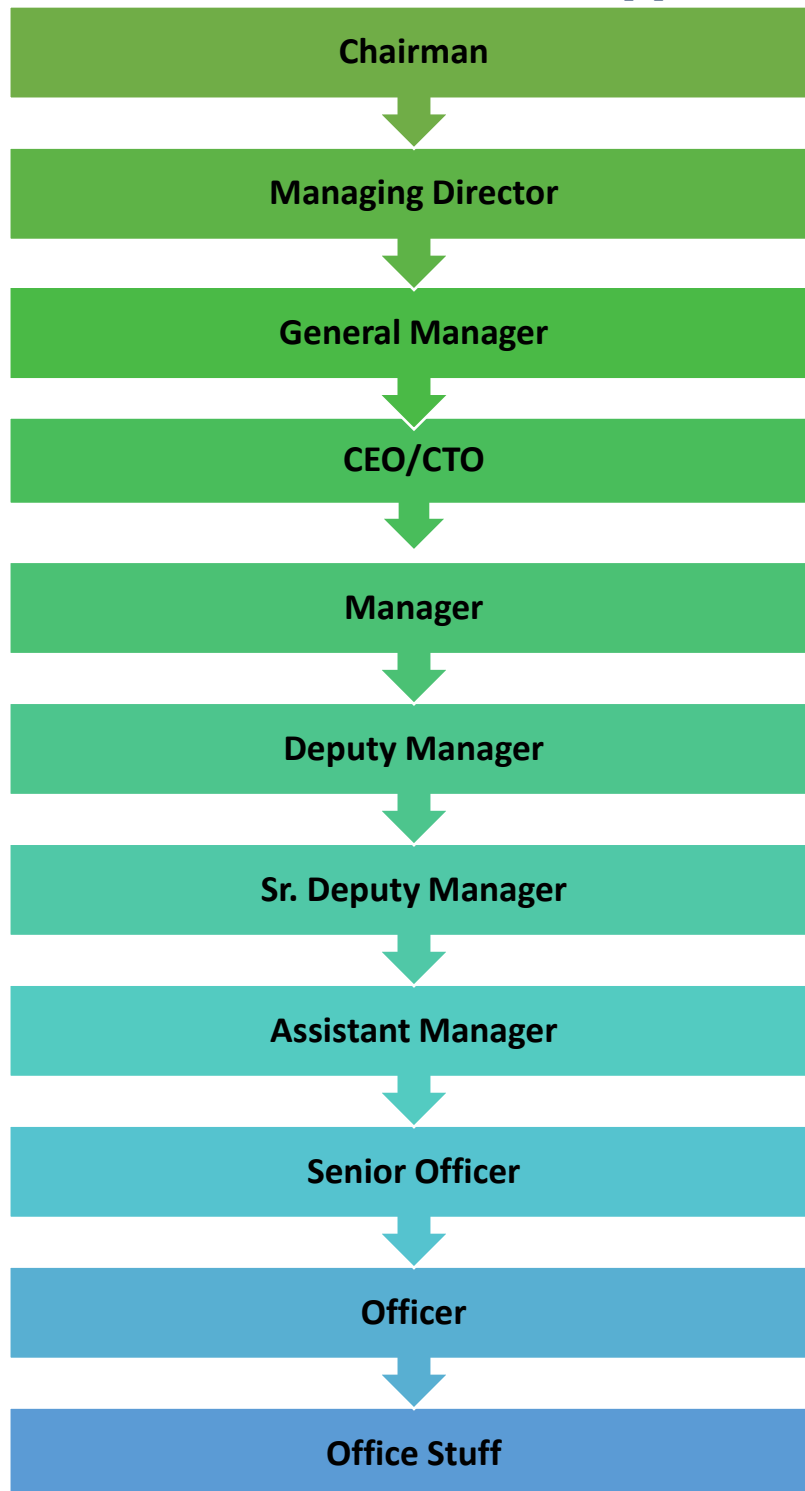 Chairman
Managing Director
General Manager
CEO/CTO
Manager
Deputy Manager
Sr. Deputy Manager
Assistant Manager
Senior Officer
Officer
Office Stuff